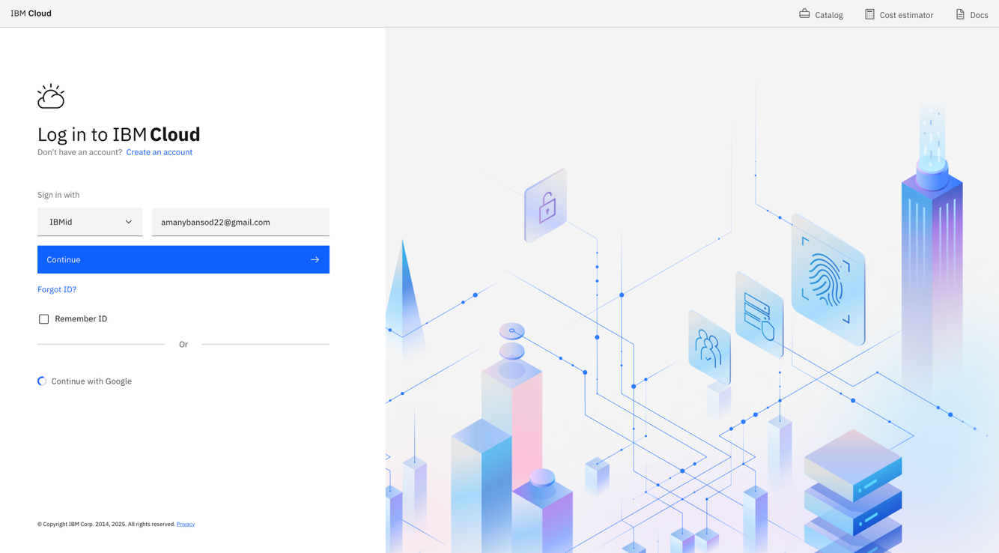 IBM Cloud
Catalog
Cost estimator
Docs
Log in to IBM Cloud
Don't have an account? Create an account
Sign in with
IBMid
amanybansod22@gmail.com
Continue
Forgot ID?
Remember ID
Or
Continue with Google
© Copyright IBM Corp. 2014, 2025. All rights reserved. Privacy